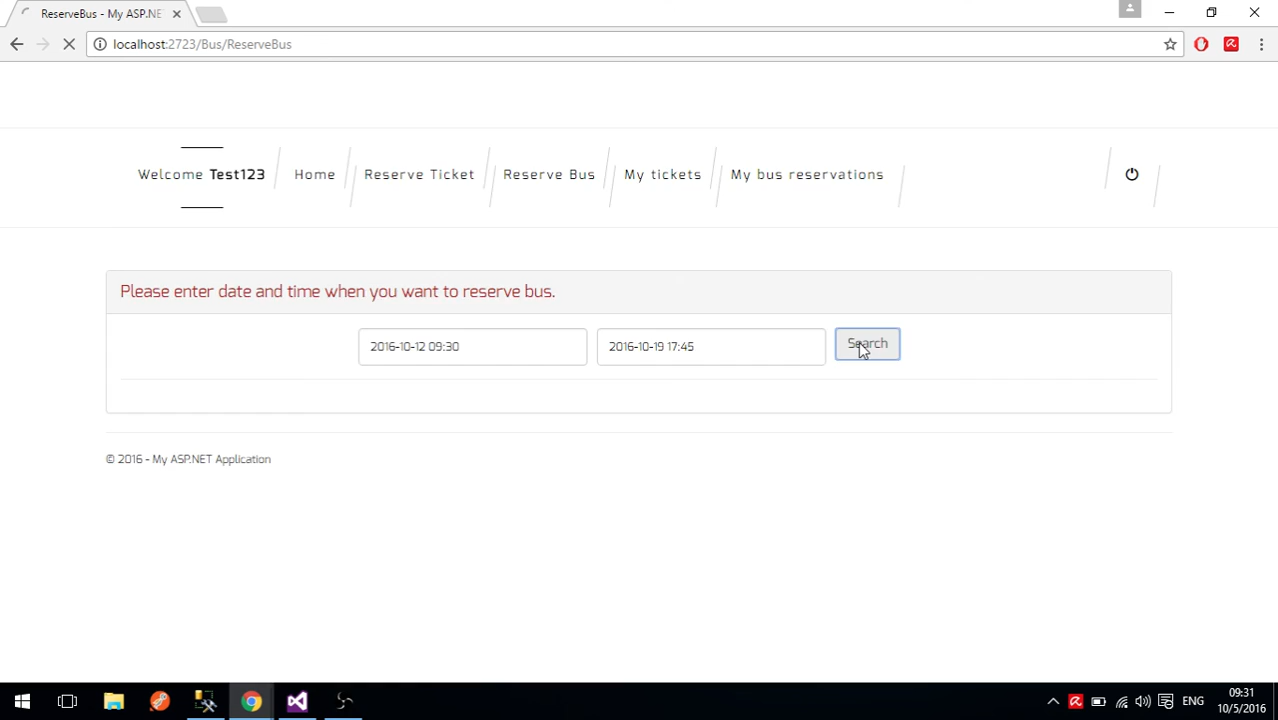 ReserveBus - My ASP.NE
localhost:2723/Bus/ReserveBus
Welcome Test123
Home
Reserve Ticket
Reserve Bus
My tickets
My bus reservations
Please enter date and time when you want to reserve bus.
2016-10-12 09:30
2016-10-19 17:45
Search
© 2016 - My ASP.NET Application
ENG
09:31
10/5/2016